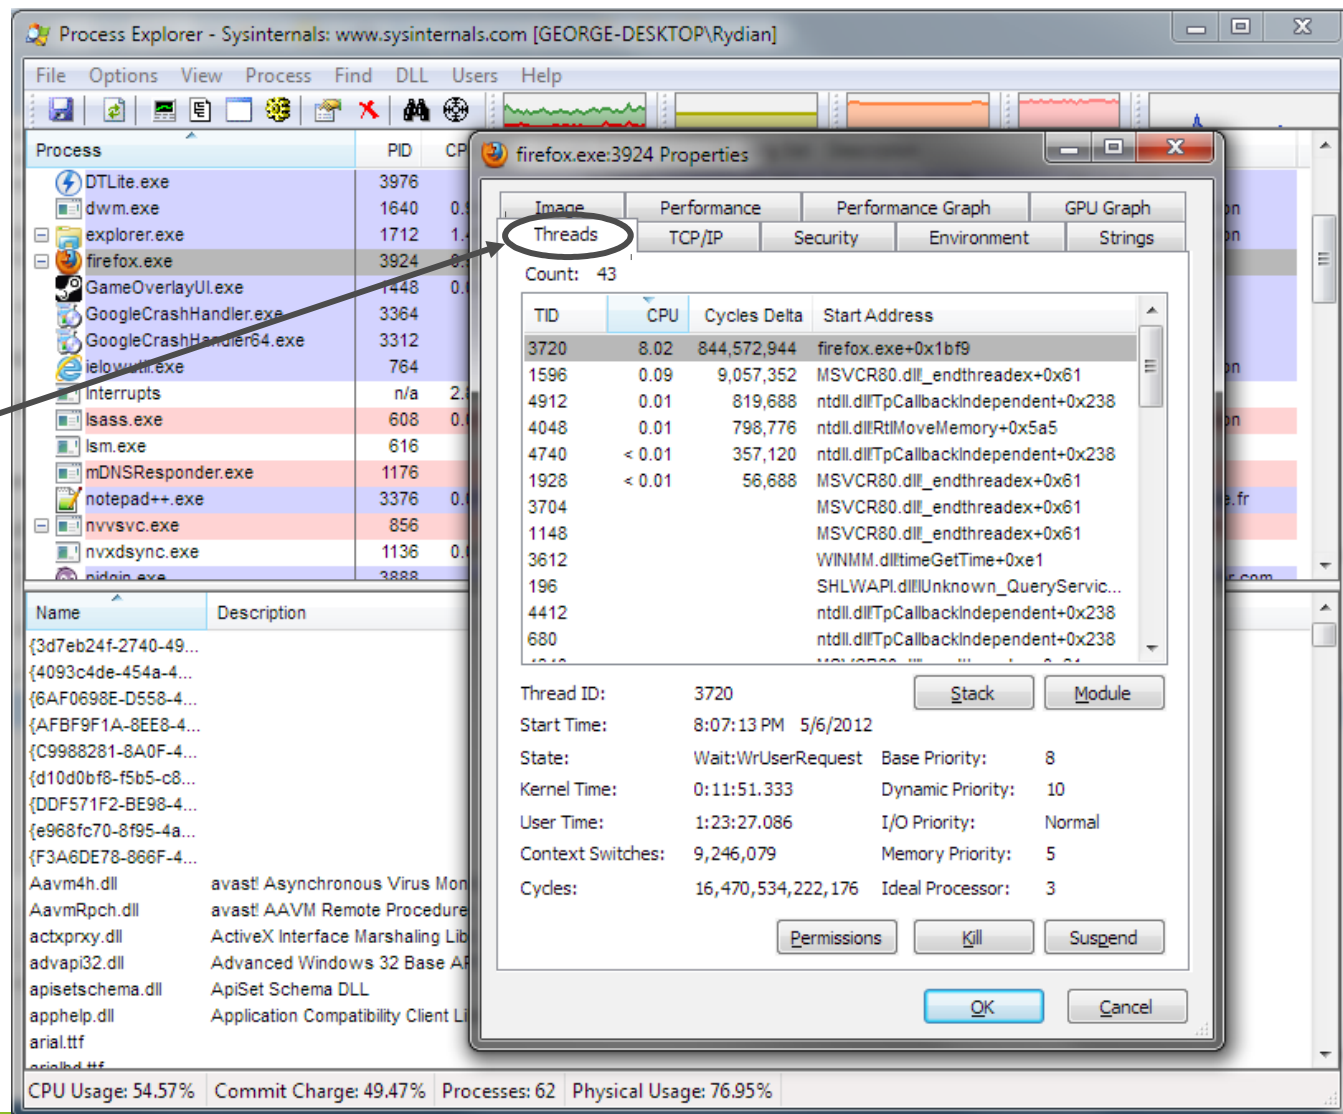 Process Explorer - Sysinternals: www.sysinternals.com [GEORGE-DESKTOP\Rydian]
File Options View Process Find DLL Users Help
Process PID CP
DTLite.exe 3976
dwm.exe 1640
explorer.exe 1712
firefox.exe 3924
GameOverlayUI.exe 1448
GoogleCrashHandler.exe 3364
GoogleCrashHandler64.exe 3312
ielowutil.exe 764
Interrupts n/a
lsass.exe 608
lsm.exe 616
mDNSResponder.exe 1176
notepad++.exe 3376
nvvsvc.exe 856
nvxdsync.exe 1136
pidgin.exe 3888
Name Description
{3d7eb24f-2740-49...
{4093c4de-454a-4...
{6AF0698E-D558-4...
{AFBF9F1A-8EE8-4...
{C9988281-8A0F-4...
{d10d0bf8-f5b5-c8...
{DDF571F2-BE98-4...
{e968fc70-8f95-4a...
{F3A6DE78-866F-4...
Aavm4h.dll avast! Asynchronous Virus Mon
AavmRpch.dll avast! AAVM Remote Procedure
actxprxy.dll ActiveX Interface Marshaling Lib
advapi32.dll Advanced Windows 32 Base AP
apisetschema.dll ApiSet Schema DLL
apphelp.dll Application Compatibility Client Li
arial.ttf
arialbd.ttf
firefox.exe:3924 Properties
Image Performance Performance Graph GPU Graph
Threads TCP/IP Security Environment Strings
Count: 43
TID CPU Cycles Delta Start Address
3720 8.02 844,572,944 firefox.exe+0x1bf9
1596 0.09 9,057,352 MSVCR80.dll!_endthreadex+0x61
4912 0.01 819,688 ntdll.dll!TpCallbackIndependent+0x238
4048 0.01 798,776 ntdll.dll!RtlMoveMemory+0x5a5
4740 < 0.01 357,120 ntdll.dll!TpCallbackIndependent+0x238
1928 < 0.01 56,688 MSVCR80.dll!_endthreadex+0x61
3704 MSVCR80.dll!_endthreadex+0x61
1148 MSVCR80.dll!_endthreadex+0x61
3612 WINMM.dll!timeGetTime+0xe1
196 SHLWAPI.dll!IUnknown_QueryServic...
4412 ntdll.dll!TpCallbackIndependent+0x238
680 ntdll.dll!TpCallbackIndependent+0x238
Thread ID: 3720 Stack Module
Start Time: 8:07:13 PM 5/6/2012
State: Wait:WrUserRequest Base Priority: 8
Kernel Time: 0:11:51.333 Dynamic Priority: 10
User Time: 1:23:27.086 I/O Priority: Normal
Context Switches: 9,246,079 Memory Priority: 5
Cycles: 16,470,534,222,176 Ideal Processor: 3
Permissions Kill Suspend
OK Cancel
CPU Usage: 54.57% Commit Charge: 49.47% Processes: 62 Physical Usage: 76.95%